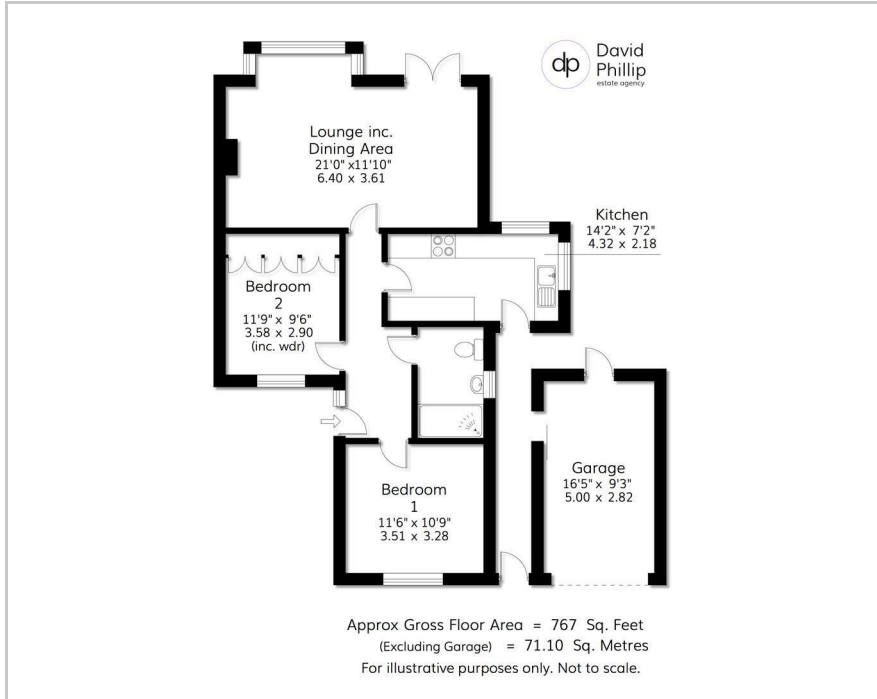 dp
David
Phillip
estate agency
Lounge inc.
Dining Area
21'0" x11'10"
6.40 x 3.61
Kitchen
14'2" x 7'2"
4.32 x 2.18
Bedroom
2
11'9" x 9'6"
3.58 x 2.90
(inc. wdr)
Garage
16'5" x 9'3"
5.00 x 2.82
Bedroom
1
11'6" x 10'9"
3.51 x 3.28
Approx Gross Floor Area = 767 Sq. Feet
(Excluding Garage) = 71.10 Sq. Metres
For illustrative purposes only. Not to scale.